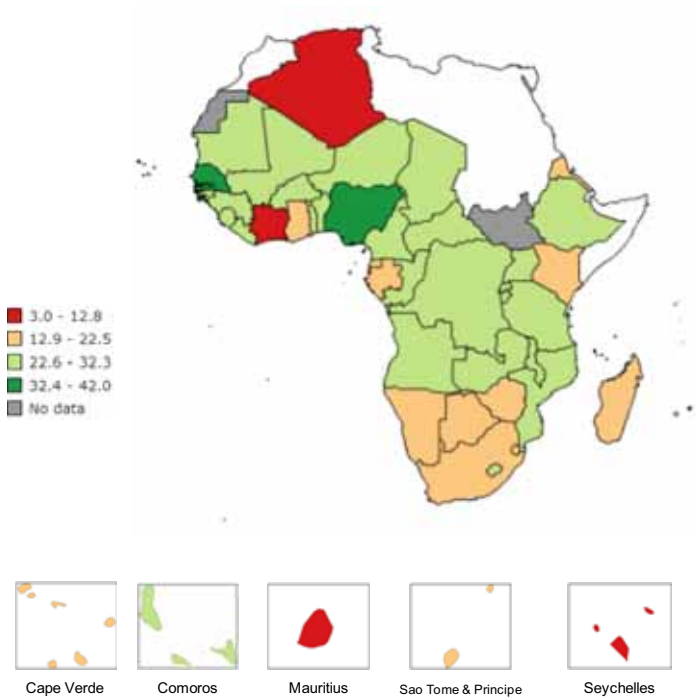 3.0 - 12.8
12.9 - 22.5
22.6 - 32.3
32.4 - 42.0
No data
Cape Verde
Comoros
Mauritius
Sao Tome & Principe
Seychelles